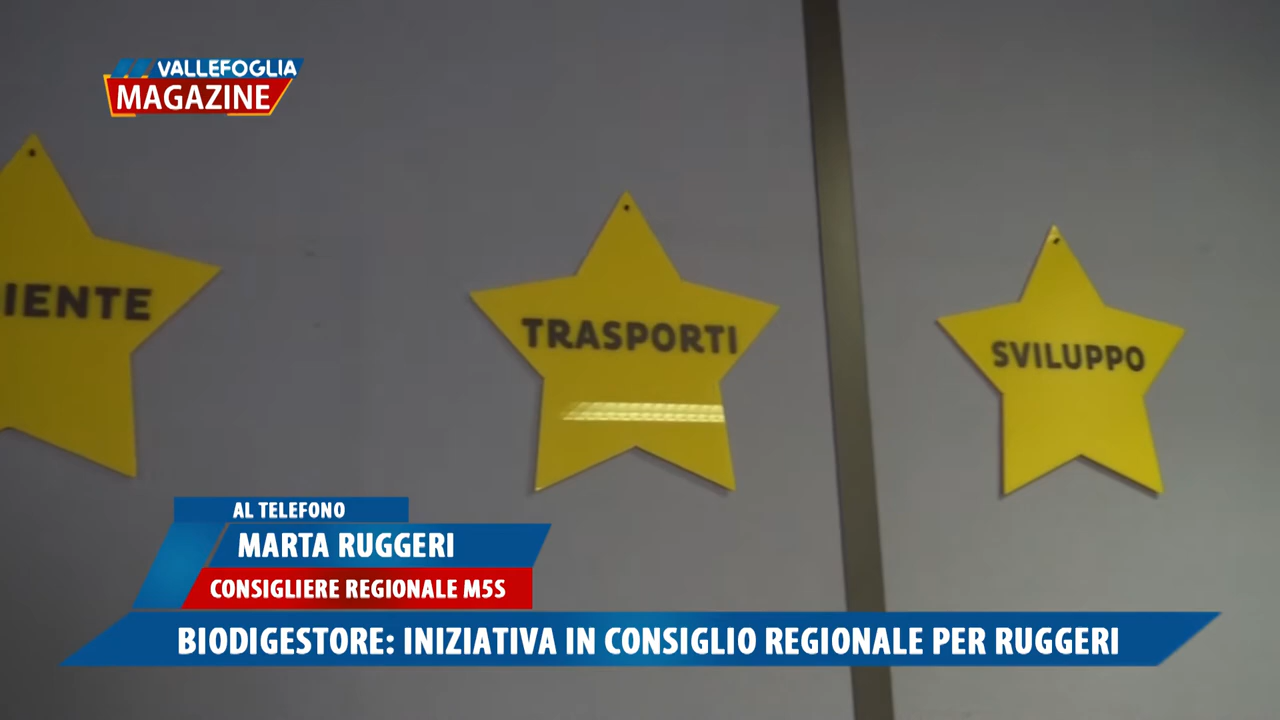 VALLEFOGLIA
MAGAZINE
IENTE
TRASPORTI
SVILUPPO
AL TELEFONO
MARTA RUGGERI
CONSIGLIERE REGIONALE M5S
BIODIGESTORE: INIZIATIVA IN CONSIGLIO REGIONALE PER RUGGERI